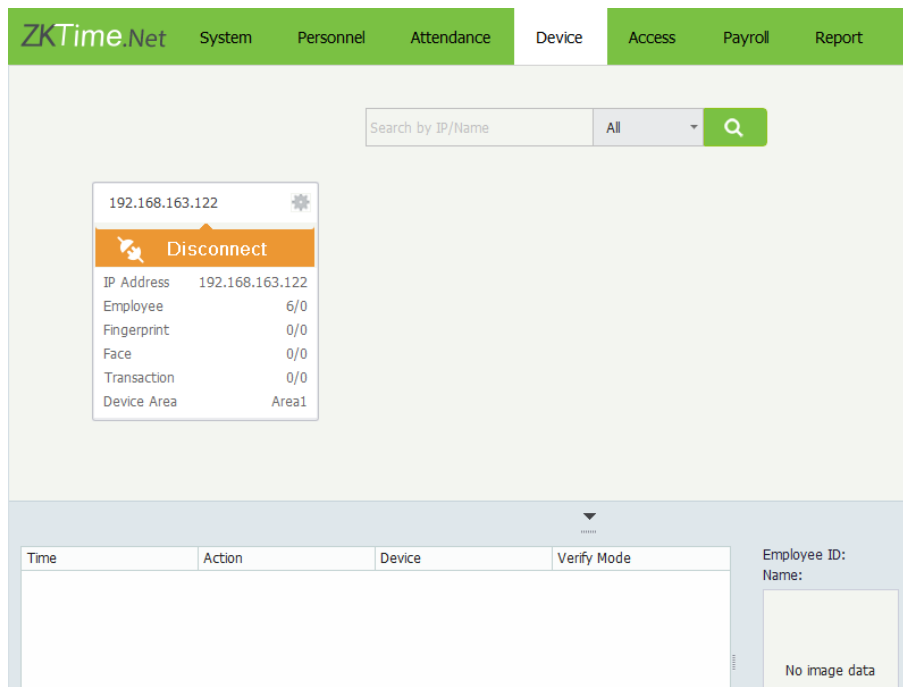 ZKTime.Net System Personnel Attendance Device Access Payroll Report
Search by IP/Name All
192.168.163.122
Disconnect
IP Address 192.168.163.122
Employee 6/0
Fingerprint 0/0
Face 0/0
Transaction 0/0
Device Area Area1
Time Action Device Verify Mode
Employee ID:
Name:
No image data